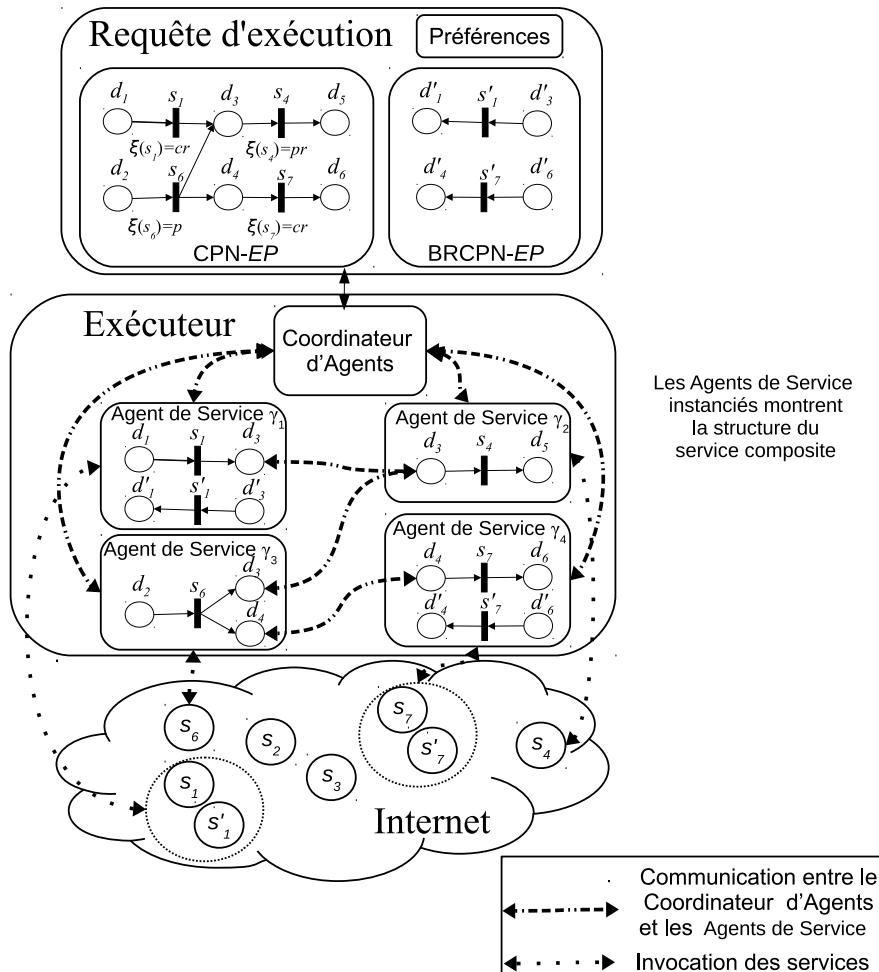 Requête d'exécution
Préférences
d1 s1 d3 s4 d5
ξ(s1)=cr ξ(s4)=pr
d2 s6 d4 s7 d6
ξ(s6)=p ξ(s7)=cr
CPN-EP
d'1 s'1 d'3
d'4 s'7 d'6
BRCPN-EP
Exécuteur
Coordinateur
d'Agents
Agent de Service γ1
d1 s1 d3
d'1 s'1 d'3
Agent de Service γ2
d3 s4 d5
Agent de Service γ3
d2 s6 d3
d4
Agent de Service γ4
d4 s7 d6
d'4 s'7 d'6
Les Agents de Service
instanciés montrent
la structure du
service composite
s6
s2
s3
s7
s'7
s4
s1
s'1
Internet
Communication entre le
Coordinateur d'Agents
et les Agents de Service
Invocation des services